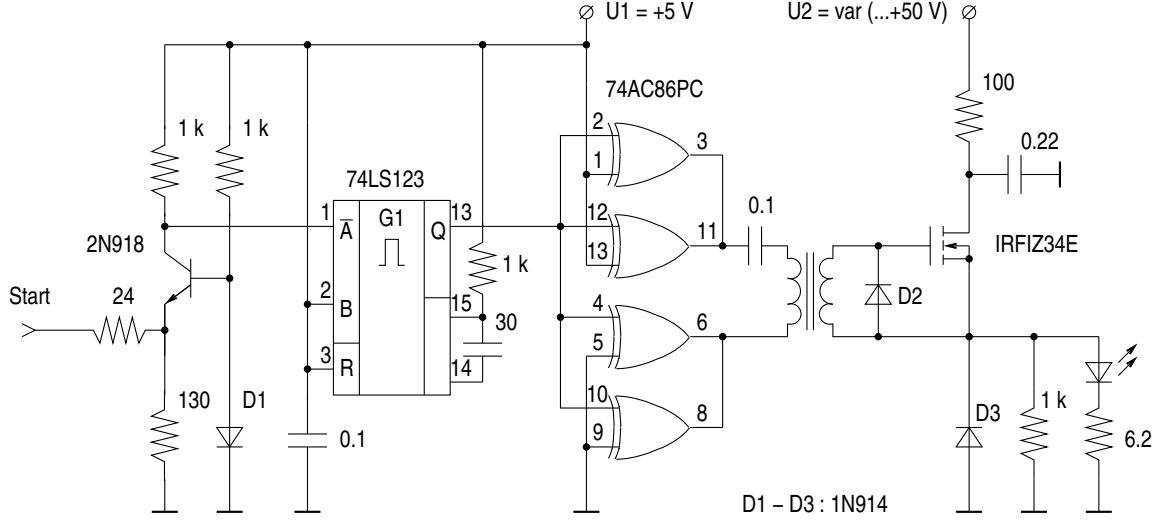 U1 = +5 V
U2 = var (...+50 V)
74AC86PC
100
1 k
1 k
2
3
1
0.22
74LS123
1
A
G1
Q
13
12
11
13
0.1
2N918
IRFIZ34E
1 k
Start
24
2
B
15
30
4
6
5
D2
3
R
14
10
8
9
130
D1
0.1
D3
1 k
6.2
D1 – D3 : 1N914